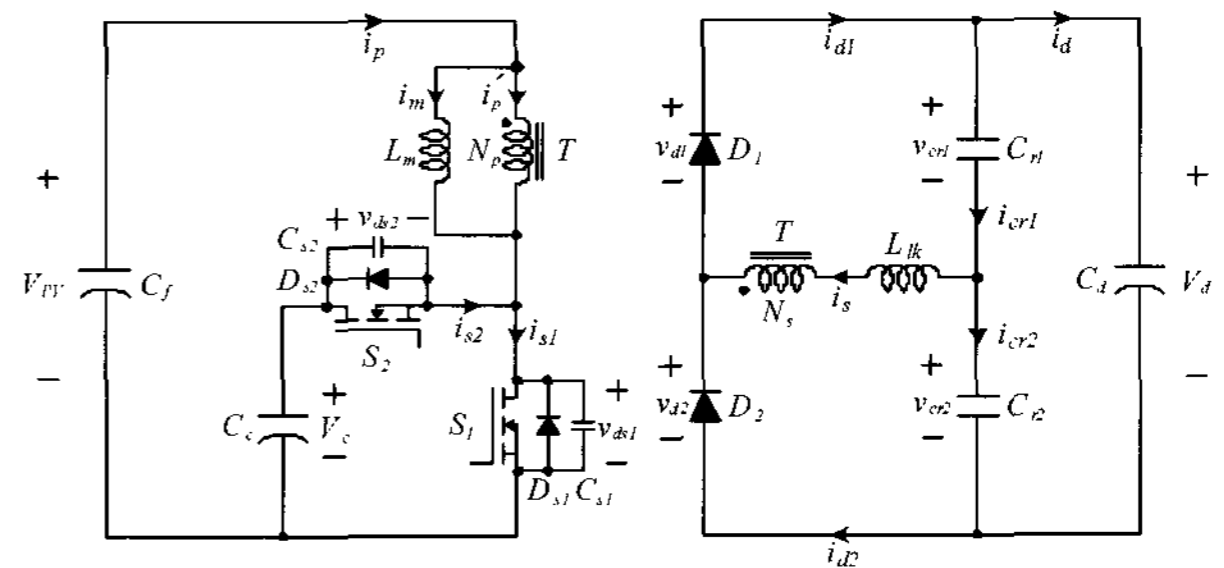 i_p
i_d1
i_d
i_m
i_p'
+
+
L_m
N_p
T
v_d1
D_1
v_cr1
C_r1
−
−
+
+
+ v_ds2 −
i_cr1
C_s2
T
L_lk
V_PV
C_f
D_s2
N_s
i_s
C_d
V_d
i_s2
i_s1
S_2
i_cr2
−
+
+
+
+
−
C_c
V_c
S_1
v_ds1
v_d2
D_2
v_cr2
C_r2
−
−
−
−
D_s1
C_s1
i_d2